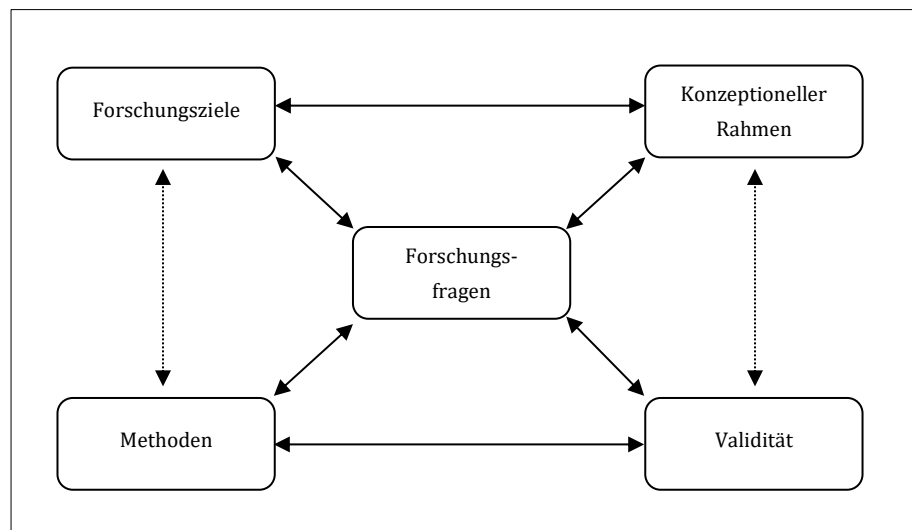 Forschungsziele
Konzeptioneller
Rahmen
Forschungs-
fragen
Methoden
Validität